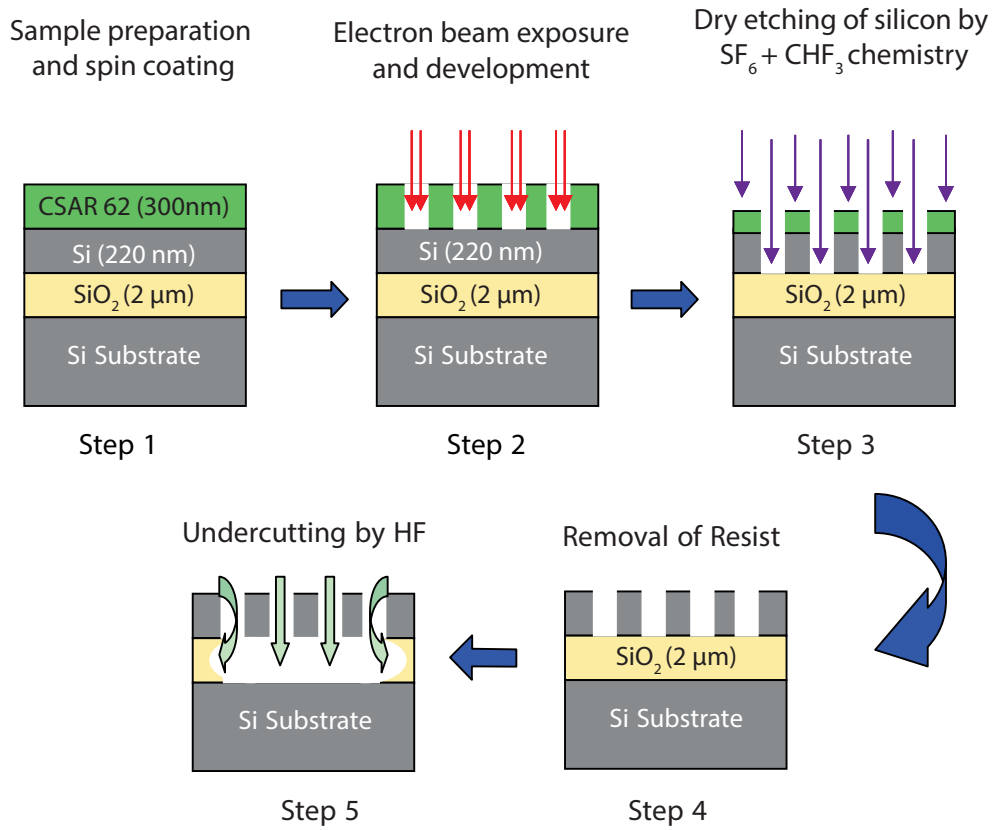 Sample preparation
and spin coating
CSAR 62 (300nm)
Si (220 nm)
SiO₂ (2 μm)
Si Substrate
Step 1
Electron beam exposure
and development
Si (220 nm)
SiO₂ (2 μm)
Si Substrate
Step 2
Dry etching of silicon by
SF₆ + CHF₃ chemistry
SiO₂ (2 μm)
Si Substrate
Step 3
Removal of Resist
SiO₂ (2 μm)
Si Substrate
Step 4
Undercutting by HF
Si Substrate
Step 5